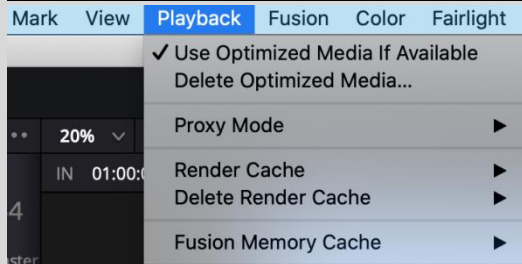 Mark View Playback Fusion Color Fairlight
✓ Use Optimized Media If Available
Delete Optimized Media...
20%
Proxy Mode
IN 01:00:
Render Cache
4
Delete Render Cache
Fusion Memory Cache